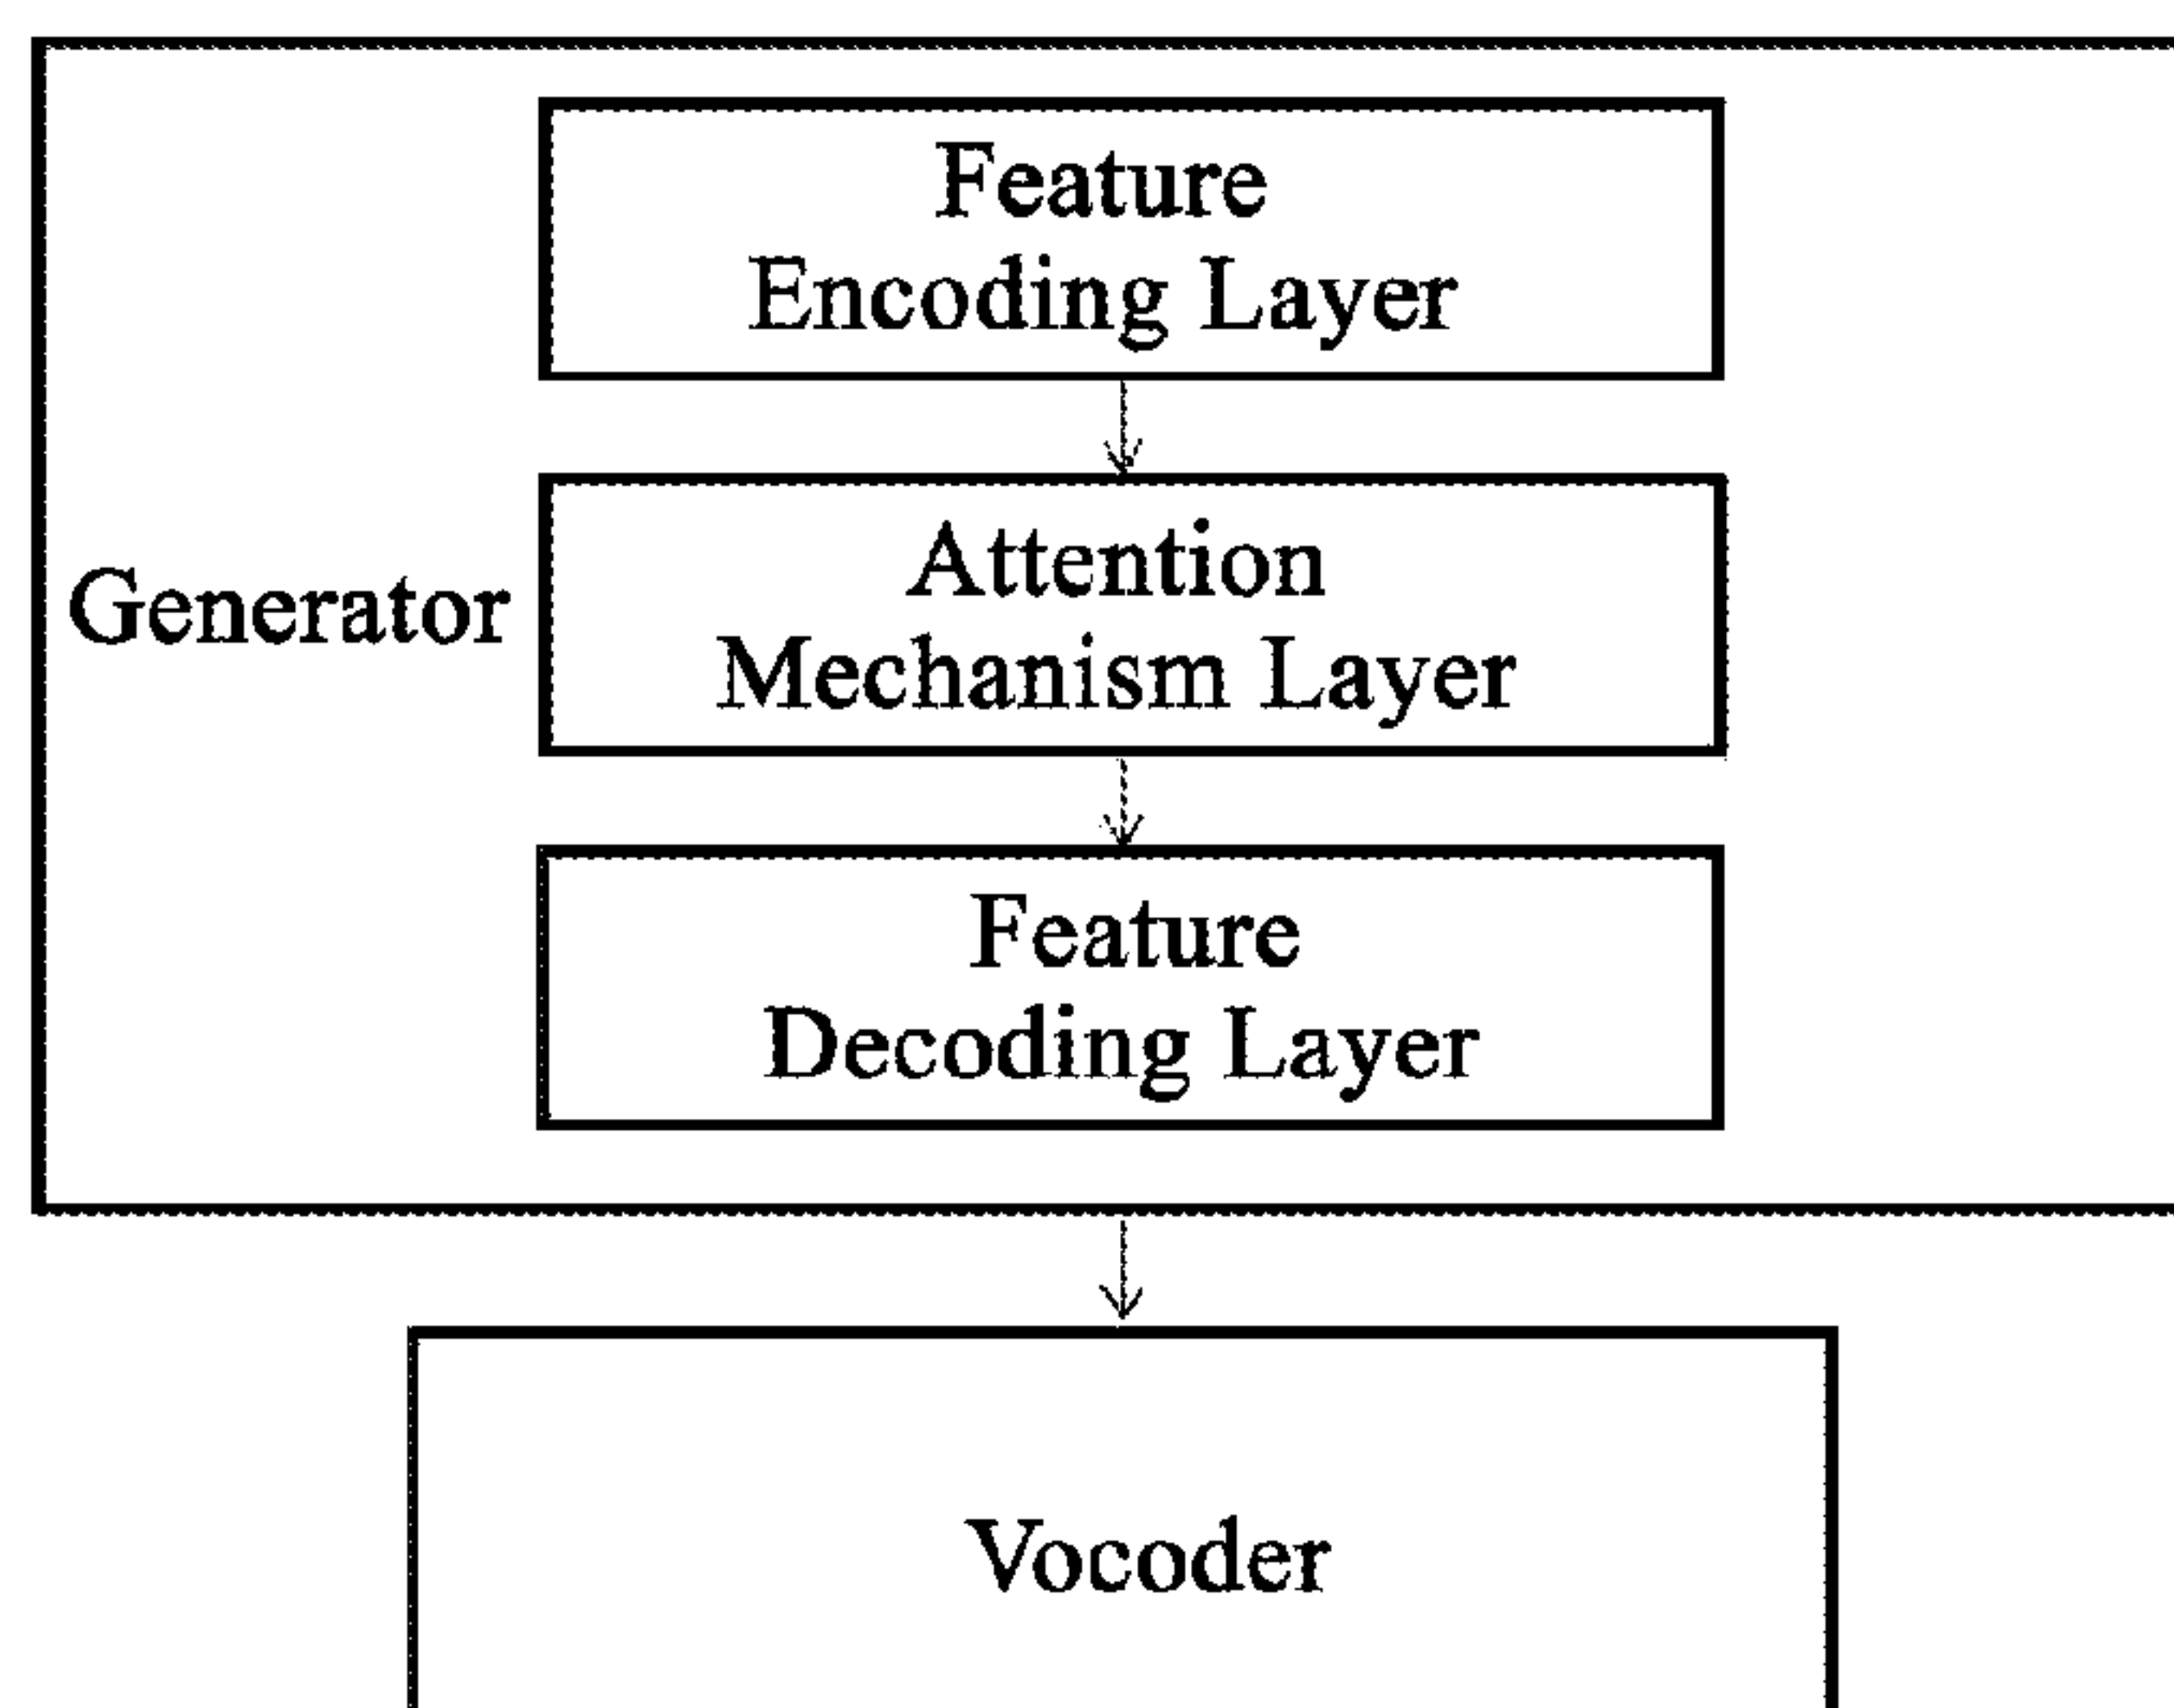 Feature
Encoding Layer
Generator
Attention
Mechanism Layer
Feature
Decoding Layer
Vocoder